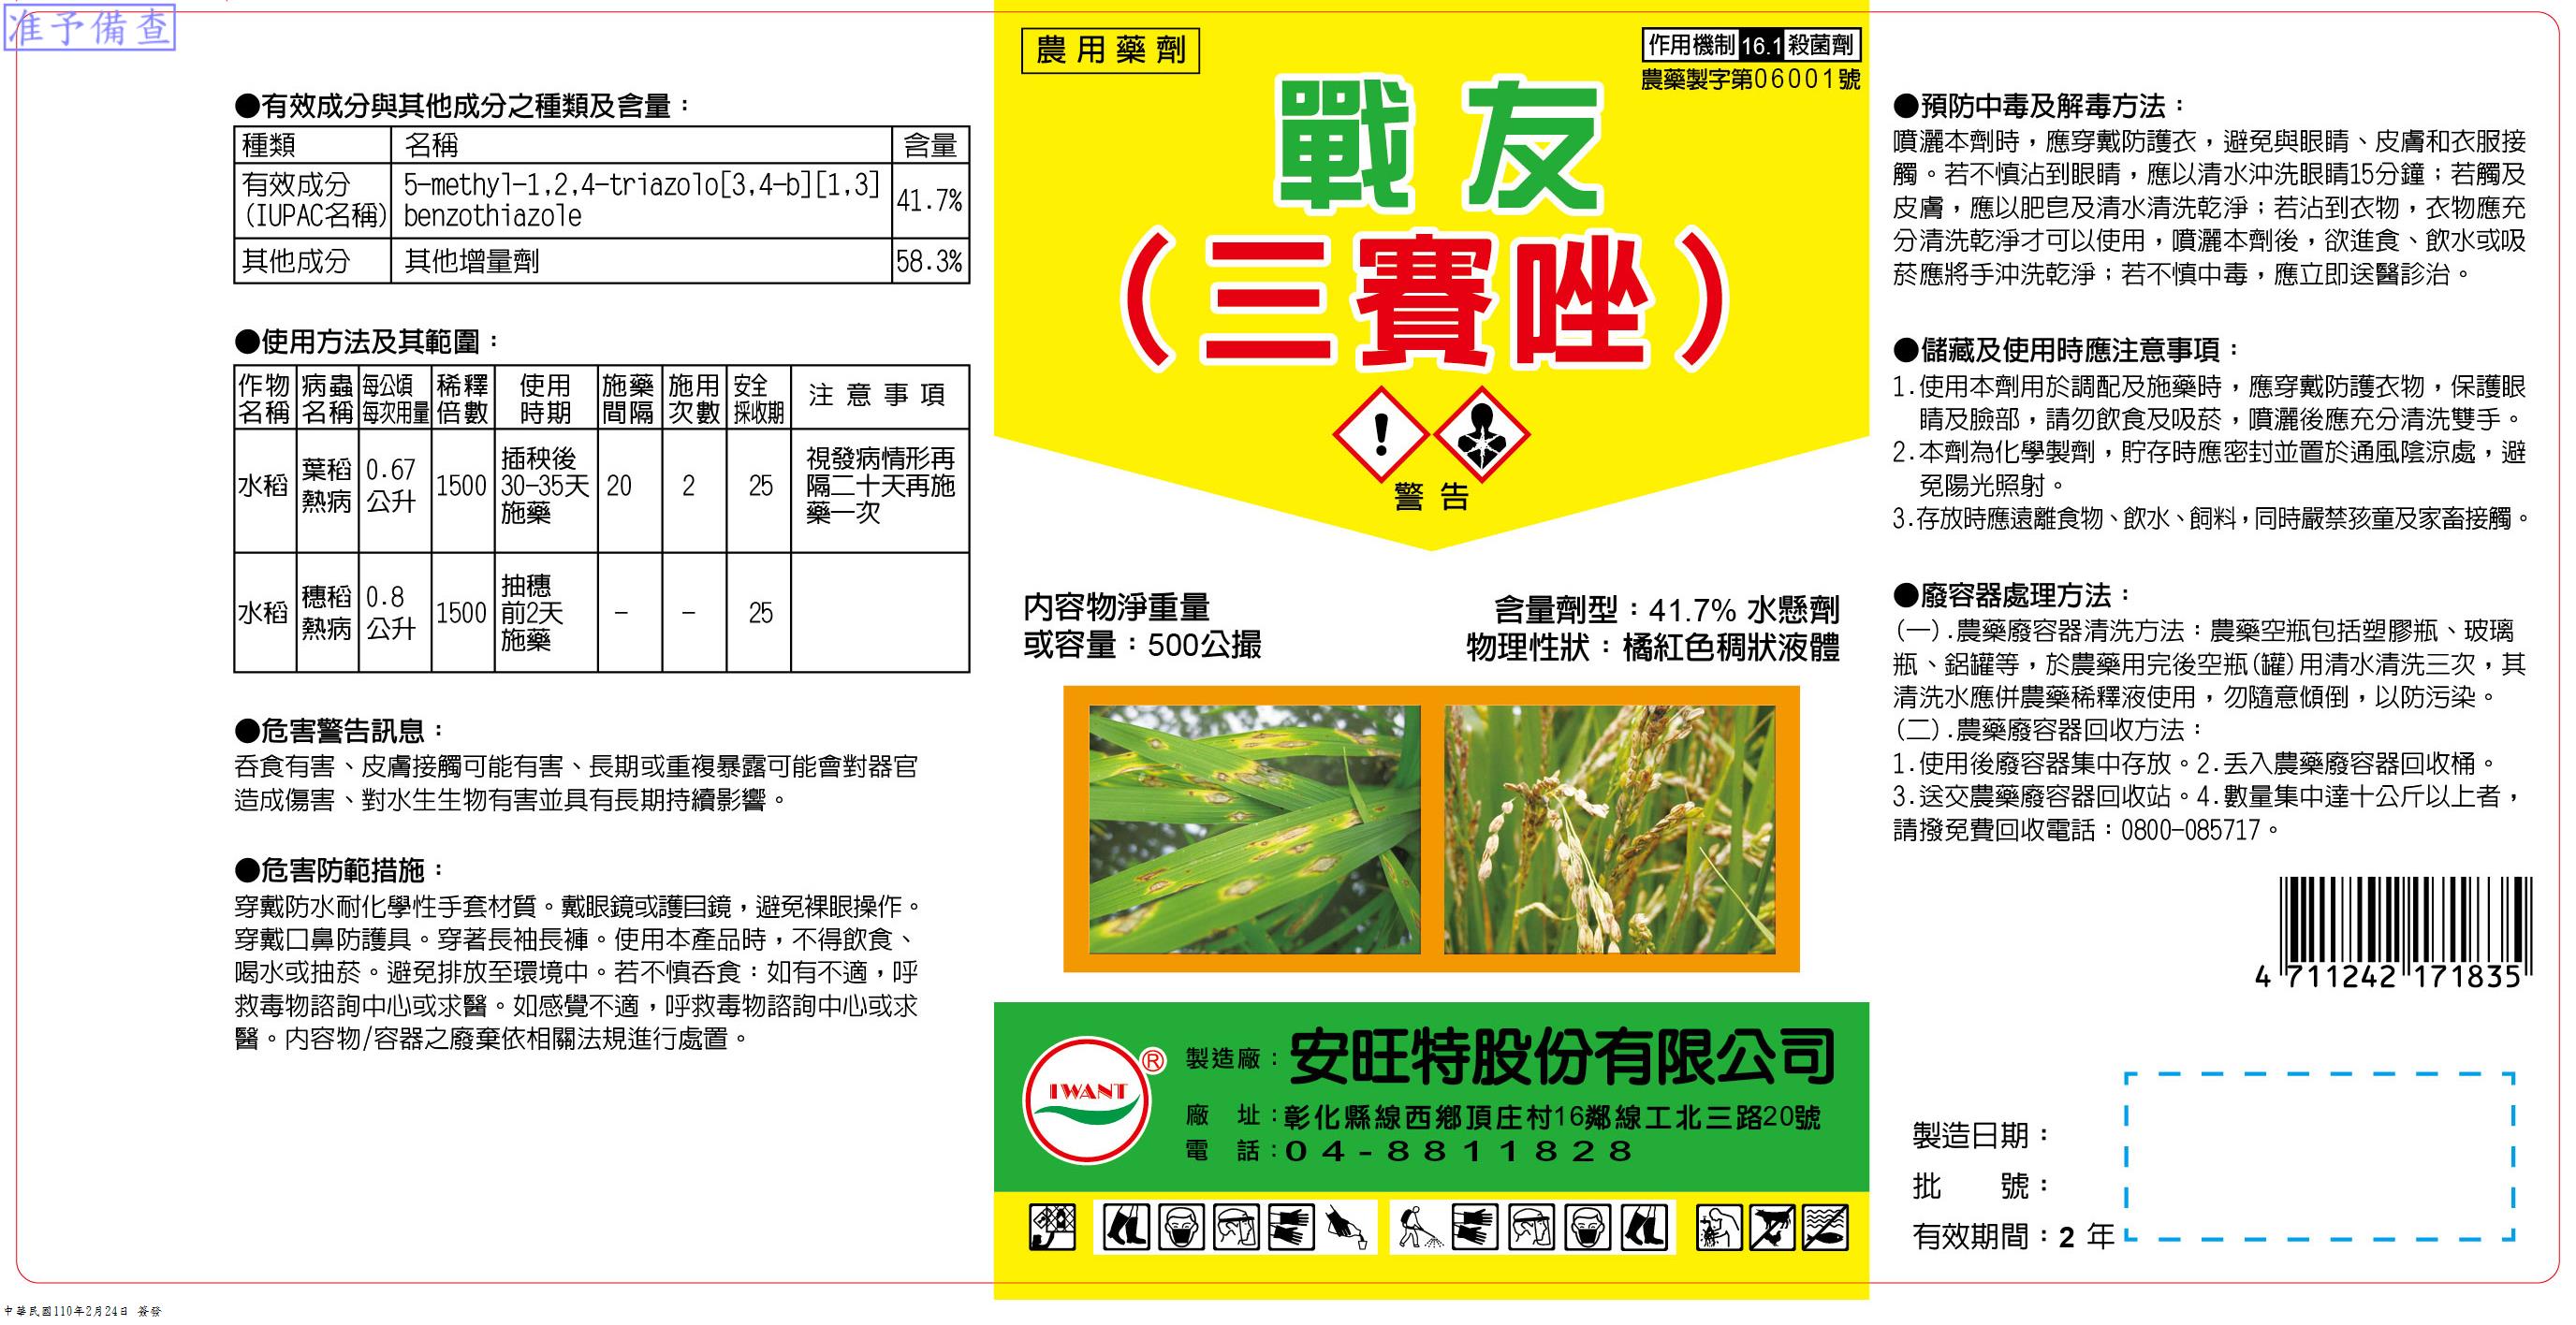 准予備查
●有效成分與其他成分之種類及含量：
種類 名稱 含量
有效成分 (IUPAC名稱) 5-methyl-1,2,4-triazolo[3,4-b][1,3] benzothiazole 41.7%
其他成分 其他增量劑 58.3%
●使用方法及其範圍：
作物名稱 病蟲名稱 每公頃每次用量 稀釋倍數 使用時期 施藥間隔 施用次數 安全採收期 注意事項
水稻 葉稻熱病 0.67公升 1500 插秧後30-35天施藥 20 2 25 視發病情形再隔二十天再施藥一次
水稻 穗稻熱病 0.8公升 1500 抽穗前2天施藥 - - 25
●危害警告訊息：
吞食有害、皮膚接觸可能有害、長期或重複暴露可能會對器官
造成傷害、對水生生物有害並具有長期持續影響。
●危害防範措施：
穿戴防水耐化學性手套材質。戴眼鏡或護目鏡，避免裸眼操作。
穿戴口鼻防護具。穿著長袖長褲。使用本產品時，不得飲食、
喝水或抽菸。避免排放至環境中。若不慎吞食：如有不適，呼
救毒物諮詢中心或求醫。如感覺不適，呼救毒物諮詢中心或求
醫。內容物/容器之廢棄依相關法規進行處置。
農用藥劑
作用機制 16.1 殺菌劑
農藥製字第06001號
戰友
(三賽唑)
警告
內容物淨重量
或容量：500公撮
含量劑型：41.7% 水懸劑
物理性狀：橘紅色稠狀液體
IWANT ®
製造廠：安旺特股份有限公司
廠 址：彰化縣線西鄉頂庄村16鄰線工北三路20號
電 話：04-8811828
●預防中毒及解毒方法：
噴灑本劑時，應穿戴防護衣，避免與眼睛、皮膚和衣服接
觸。若不慎沾到眼睛，應以清水沖洗眼睛15分鐘；若觸及
皮膚，應以肥皂及清水清洗乾淨；若沾到衣物，衣物應充
分清洗乾淨才可以使用，噴灑本劑後，欲進食、飲水或吸
菸應將手沖洗乾淨；若不慎中毒，應立即送醫診治。
●儲藏及使用時應注意事項：
1.使用本劑用於調配及施藥時，應穿戴防護衣物，保護眼
睛及臉部，請勿飲食及吸菸，噴灑後應充分清洗雙手。
2.本劑為化學製劑，貯存時應密封並置於通風陰涼處，避
免陽光照射。
3.存放時應遠離食物、飲水、飼料，同時嚴禁孩童及家畜接觸。
●廢容器處理方法：
(一).農藥廢容器清洗方法：農藥空瓶包括塑膠瓶、玻璃
瓶、鋁罐等，於農藥用完後空瓶(罐)用清水清洗三次，其
清洗水應併農藥稀釋液使用，勿隨意傾倒，以防污染。
(二).農藥廢容器回收方法：
1.使用後廢容器集中存放。2.丟入農藥廢容器回收桶。
3.送交農藥廢容器回收站。4.數量集中達十公斤以上者，
請撥免費回收電話：0800-085717。
4 711242 171835
製造日期：
批 號：
有效期間：2 年
中華民國110年2月24日 簽發